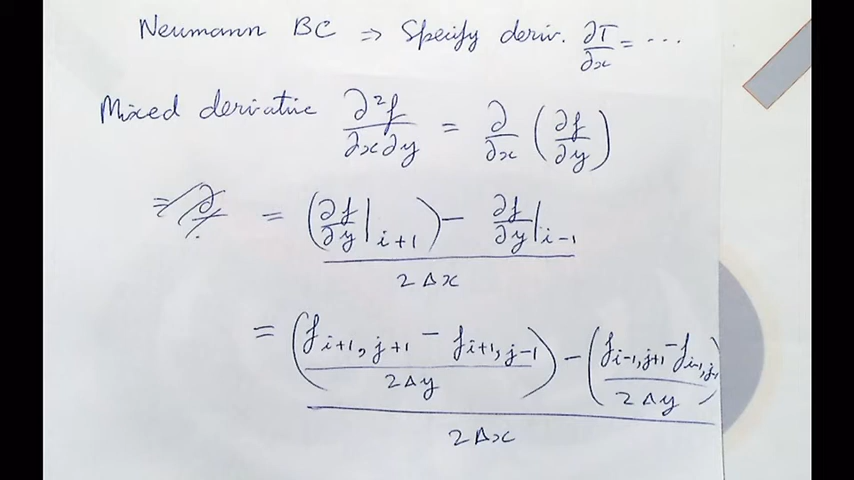 Neumann BC ⇒ Specify deriv. ∂T/∂x = ...
Mixed derivative ∂²f/∂x∂y = ∂/∂x (∂f/∂y)
= (∂f/∂y|i+1) - ∂f/∂y|i-1 / 2Δx
= (fi+1,j+1 - fi+1,j-1 / 2Δy) - (fi-1,j+1 - fi-1,j-1 / 2Δy) / 2Δx